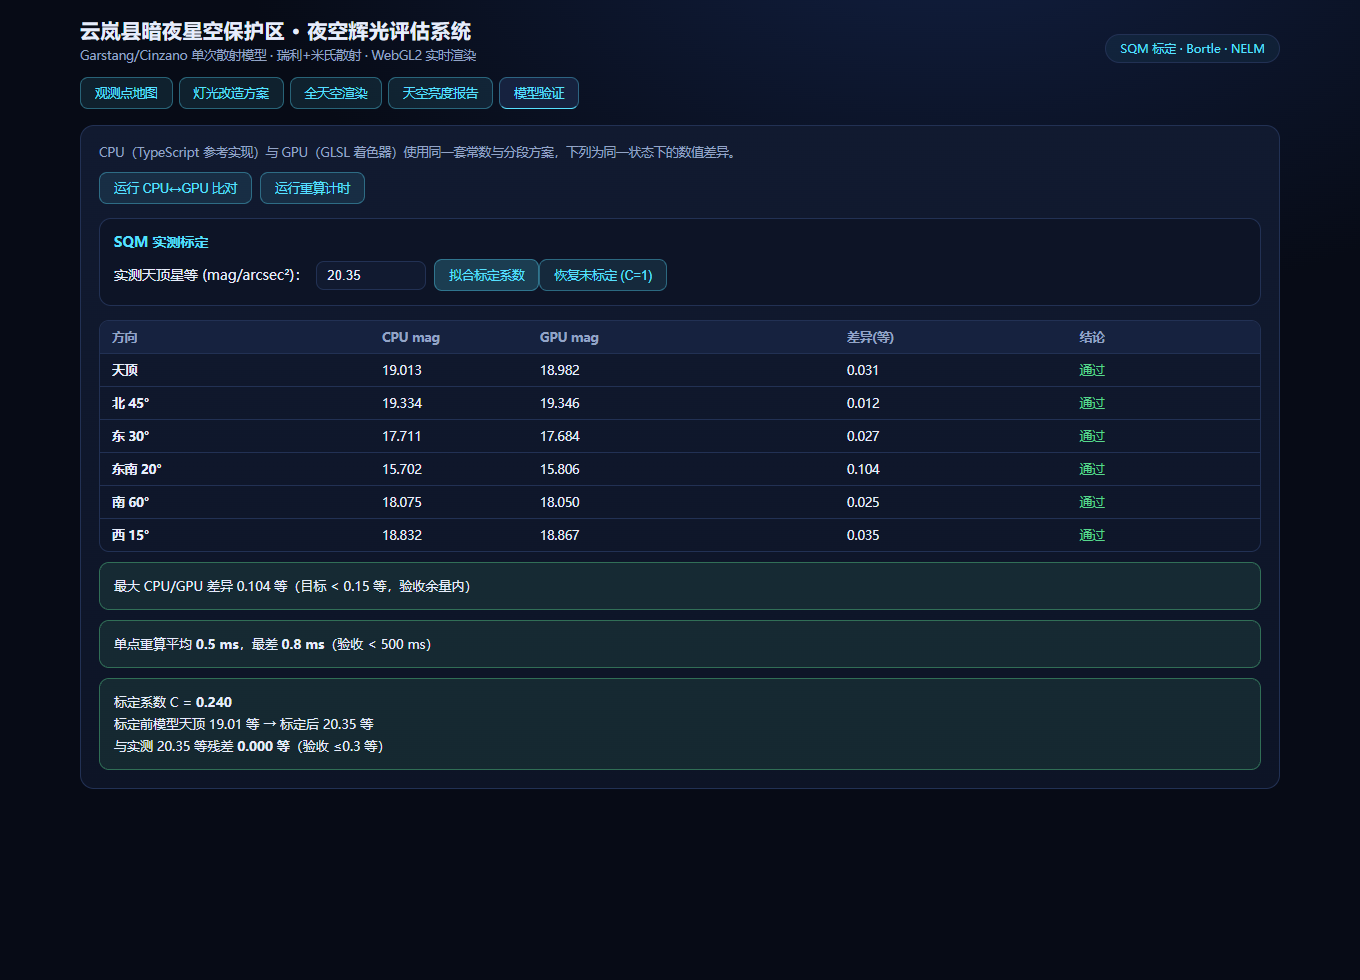 云岚县暗夜星空保护区 · 夜空辉光评估系统
Garstang/Cinzano 单次散射模型 · 瑞利+米氏散射 · WebGL2 实时渲染
SQM 标定 · Bortle · NELM
观测点地图 灯光改造方案 全天空渲染 天空亮度报告 模型验证
CPU（TypeScript 参考实现）与 GPU（GLSL 着色器）使用同一套常数与分段方案，下列为同一状态下的数值差异。
运行 CPU↔GPU 比对 运行重算计时
SQM 实测标定
实测天顶星等 (mag/arcsec²)： 20.35 拟合标定系数 恢复未标定 (C=1)
方向 CPU mag GPU mag 差异(等) 结论
天顶 19.013 18.982 0.031 通过
北 45° 19.334 19.346 0.012 通过
东 30° 17.711 17.684 0.027 通过
东南 20° 15.702 15.806 0.104 通过
南 60° 18.075 18.050 0.025 通过
西 15° 18.832 18.867 0.035 通过
最大 CPU/GPU 差异 0.104 等（目标 < 0.15 等，验收余量内）
单点重算平均 0.5 ms，最差 0.8 ms（验收 < 500 ms）
标定系数 C = 0.240
标定前模型天顶 19.01 等 → 标定后 20.35 等
与实测 20.35 等残差 0.000 等（验收 ≤0.3 等）